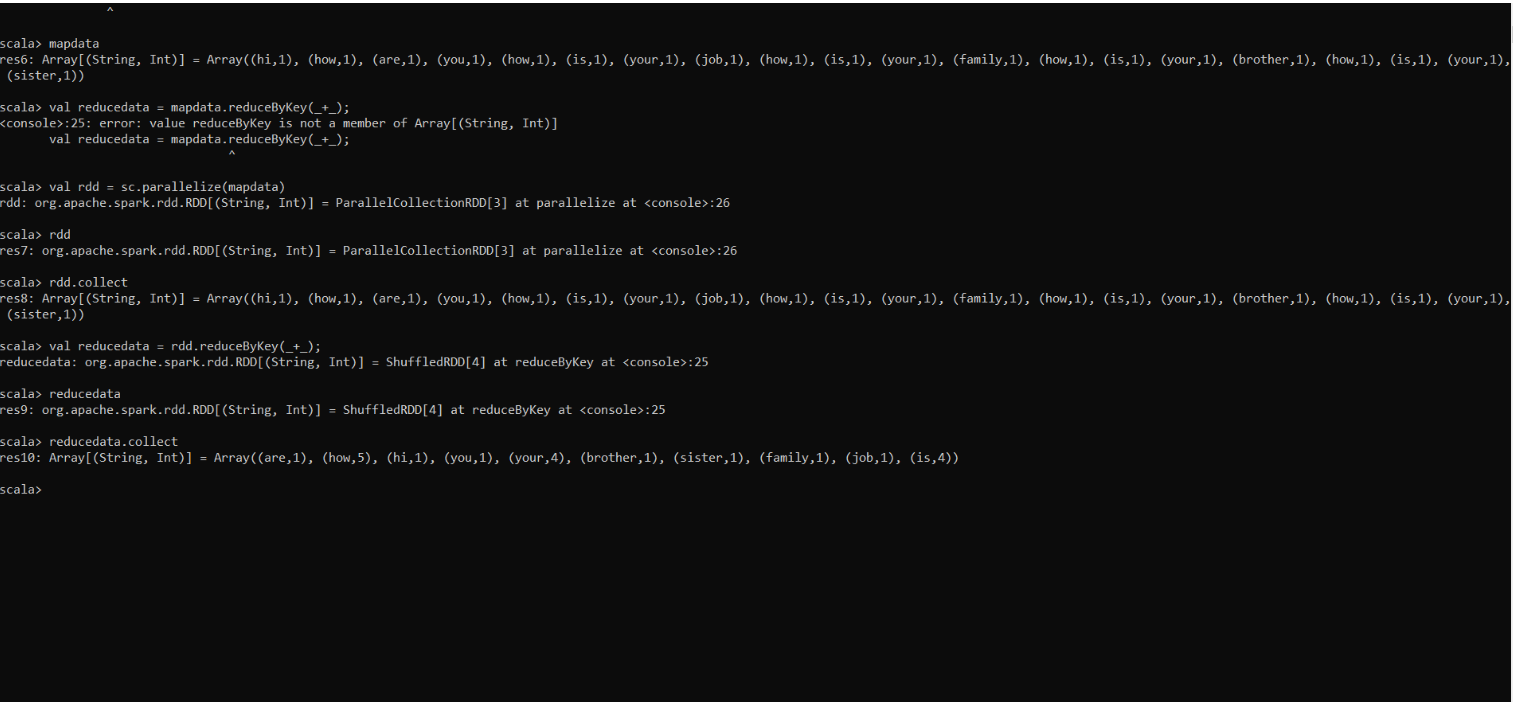 ^
scala> mapdata
res6: Array[(String, Int)] = Array((hi,1), (how,1), (are,1), (you,1), (how,1), (is,1), (your,1), (job,1), (how,1), (is,1), (your,1), (family,1), (how,1), (is,1), (your,1), (brother,1), (how,1), (is,1), (your,1),
 (sister,1))
scala> val reducedata = mapdata.reduceByKey(_+_);
<console>:25: error: value reduceByKey is not a member of Array[(String, Int)]
       val reducedata = mapdata.reduceByKey(_+_);
                                ^
scala> val rdd = sc.parallelize(mapdata)
rdd: org.apache.spark.rdd.RDD[(String, Int)] = ParallelCollectionRDD[3] at parallelize at <console>:26
scala> rdd
res7: org.apache.spark.rdd.RDD[(String, Int)] = ParallelCollectionRDD[3] at parallelize at <console>:26
scala> rdd.collect
res8: Array[(String, Int)] = Array((hi,1), (how,1), (are,1), (you,1), (how,1), (is,1), (your,1), (job,1), (how,1), (is,1), (your,1), (family,1), (how,1), (is,1), (your,1), (brother,1), (how,1), (is,1), (your,1),
 (sister,1))
scala> val reducedata = rdd.reduceByKey(_+_);
reducedata: org.apache.spark.rdd.RDD[(String, Int)] = ShuffledRDD[4] at reduceByKey at <console>:25
scala> reducedata
res9: org.apache.spark.rdd.RDD[(String, Int)] = ShuffledRDD[4] at reduceByKey at <console>:25
scala> reducedata.collect
res10: Array[(String, Int)] = Array((are,1), (how,5), (hi,1), (you,1), (your,4), (brother,1), (sister,1), (family,1), (job,1), (is,4))
scala>